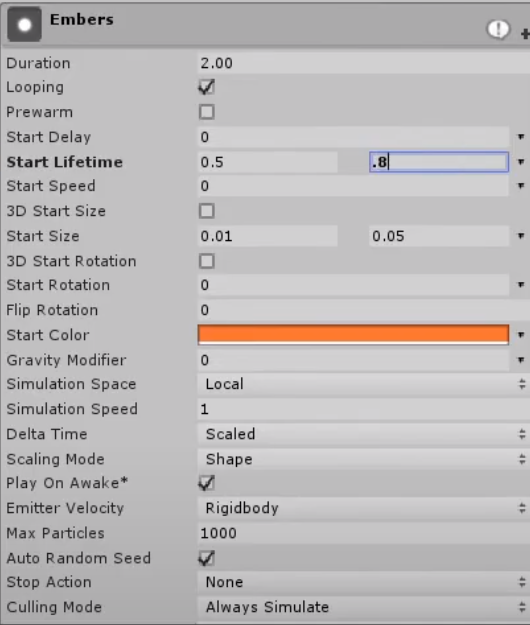 Embers
Duration 2.00
Looping
Prewarm
Start Delay 0
Start Lifetime 0.5 .8
Start Speed 0
3D Start Size
Start Size 0.01 0.05
3D Start Rotation
Start Rotation 0
Flip Rotation 0
Start Color
Gravity Modifier 0
Simulation Space Local
Simulation Speed 1
Delta Time Scaled
Scaling Mode Shape
Play On Awake*
Emitter Velocity Rigidbody
Max Particles 1000
Auto Random Seed
Stop Action None
Culling Mode Always Simulate